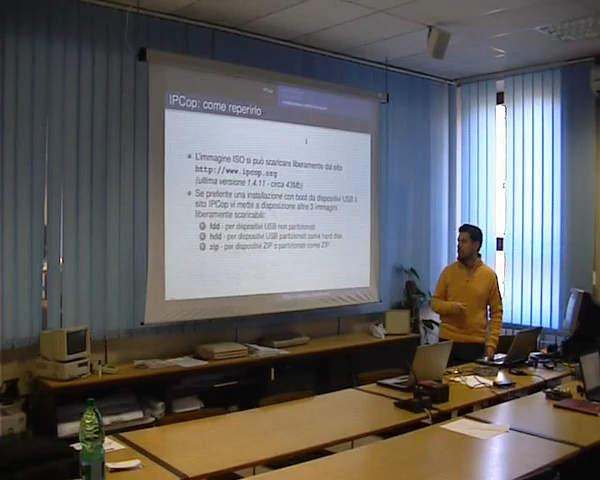 IPCop: come reperirlo
L'immagine ISO si può scaricare liberamente dal sito
http://www.ipcop.org
(ultima versione 1.4.11 - circa 43Mb)
Se preferite una installazione con boot da dispositivi USB il
sito IPCop vi mette a disposizione altre 3 immagini
liberamente scaricabili:
1 fdd - per dispositivi USB non partizionati
2 hdd - per dispositivi USB partizionati come hard disk
3 zip - per dispositivi ZIP o partizionati come ZIP